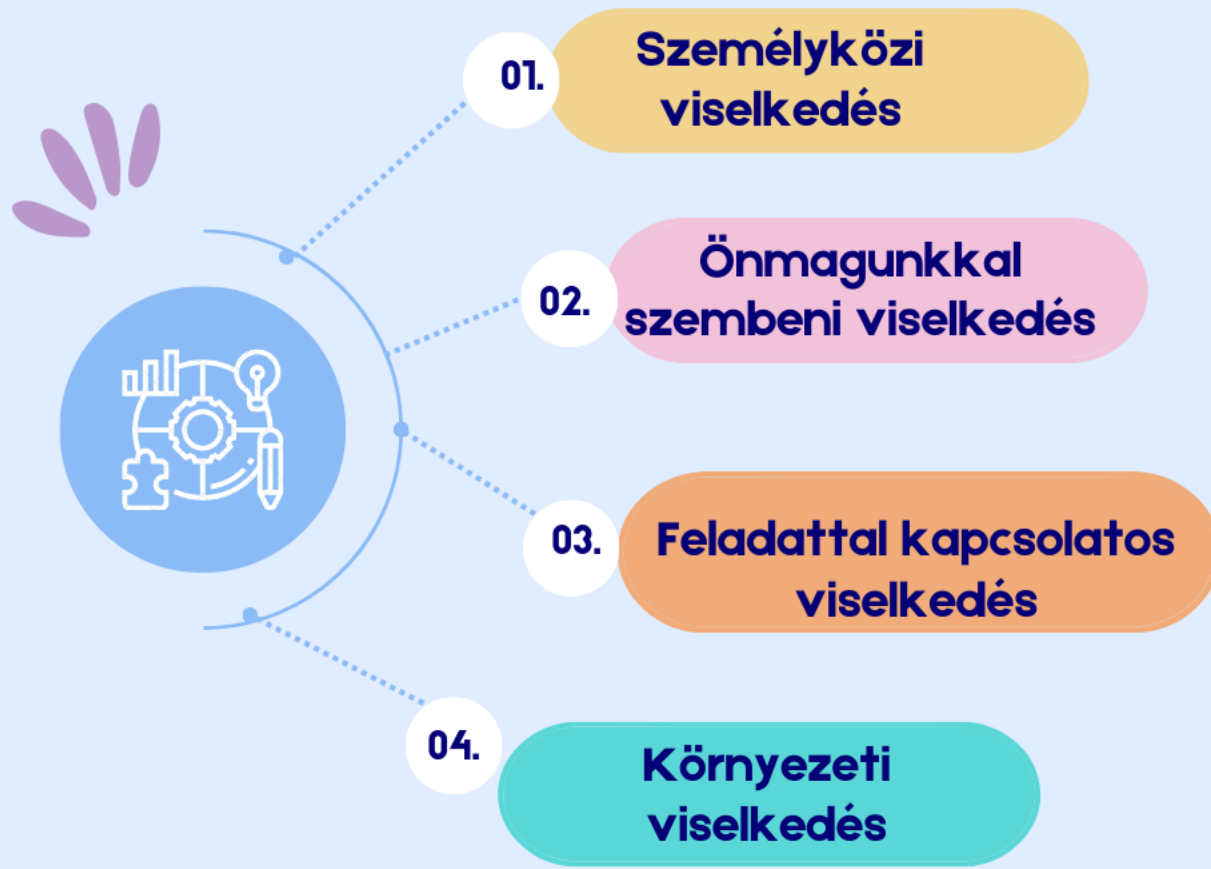 01.
Személyközi
viselkedés
02.
Önmagunkkal
szembeni viselkedés
03.
Feladattal kapcsolatos
viselkedés
04.
Környezeti
viselkedés